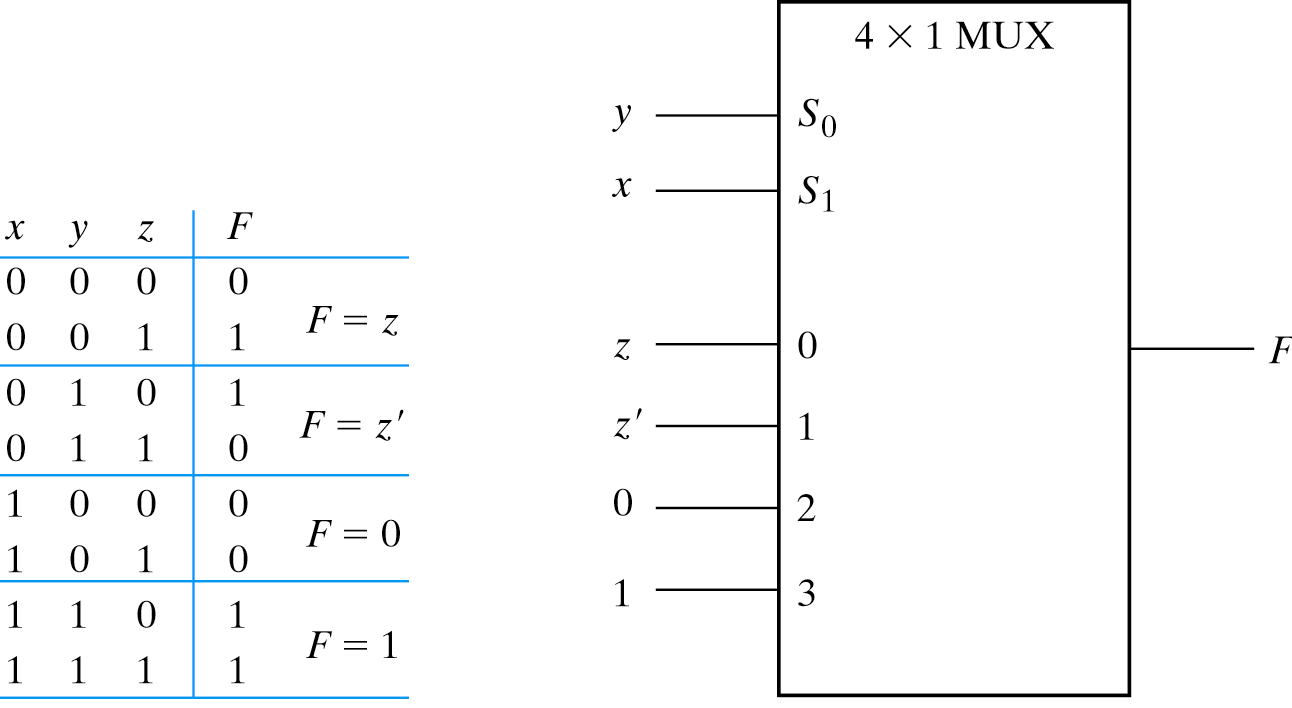 x y z F
0 0 0 0
0 0 1 1
F = z
0 1 0 1
0 1 1 0
F = z′
1 0 0 0
1 0 1 0
F = 0
1 1 0 1
1 1 1 1
F = 1
4 × 1 MUX
y S₀
x S₁
z 0
z′ 1
0 2
1 3
F